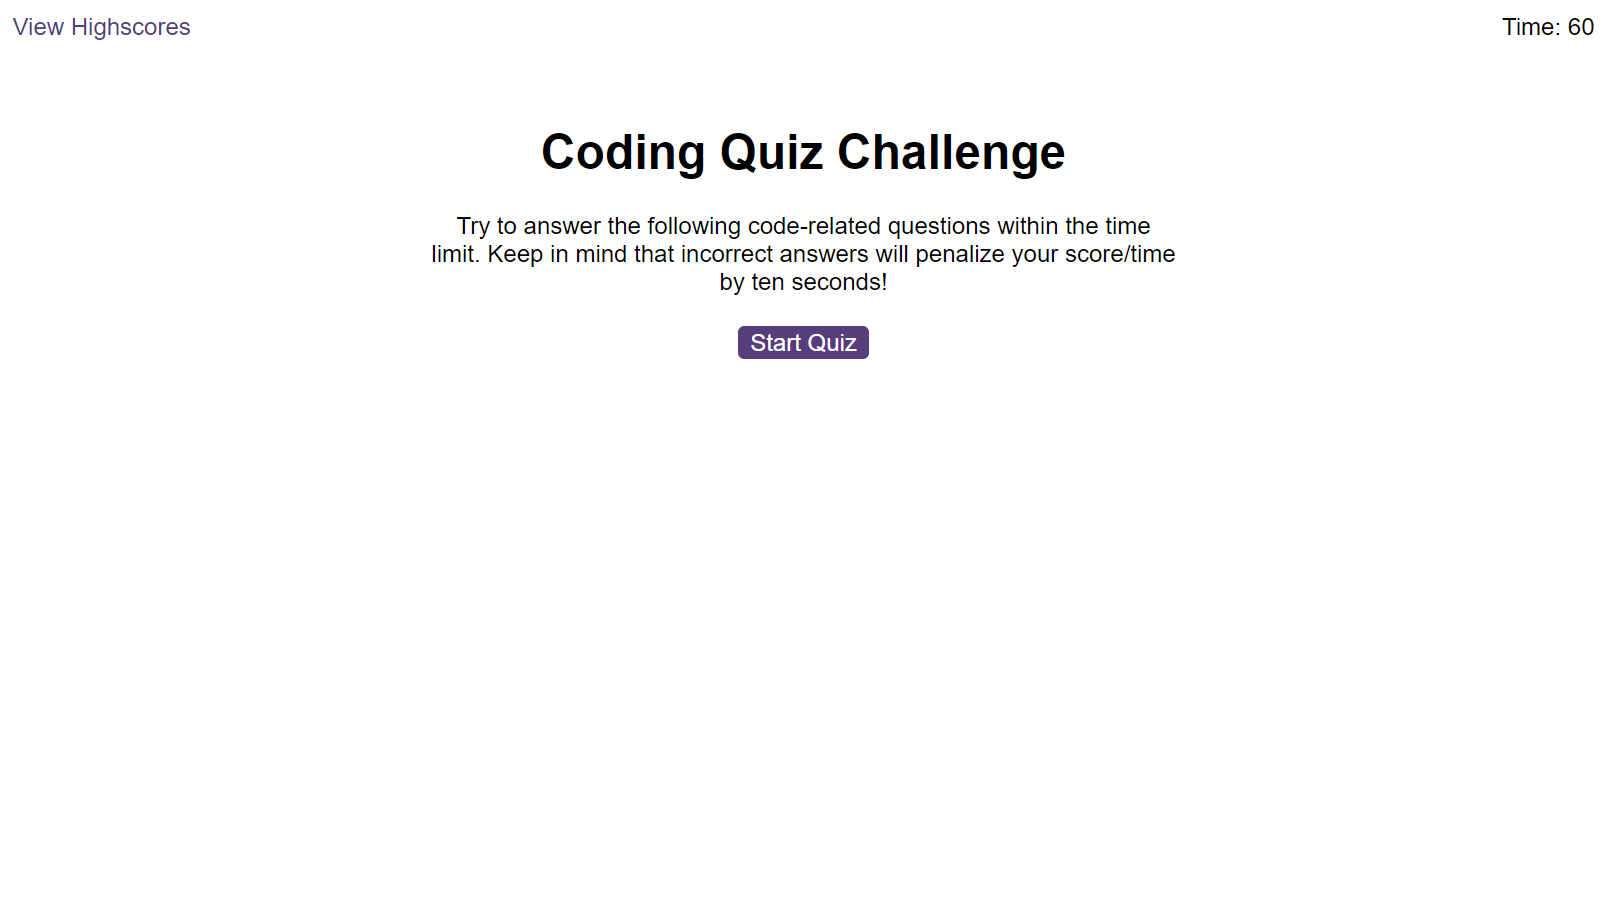 View Highscores
Time: 60
Coding Quiz Challenge
Try to answer the following code-related questions within the time
limit. Keep in mind that incorrect answers will penalize your score/time
by ten seconds!
Start Quiz